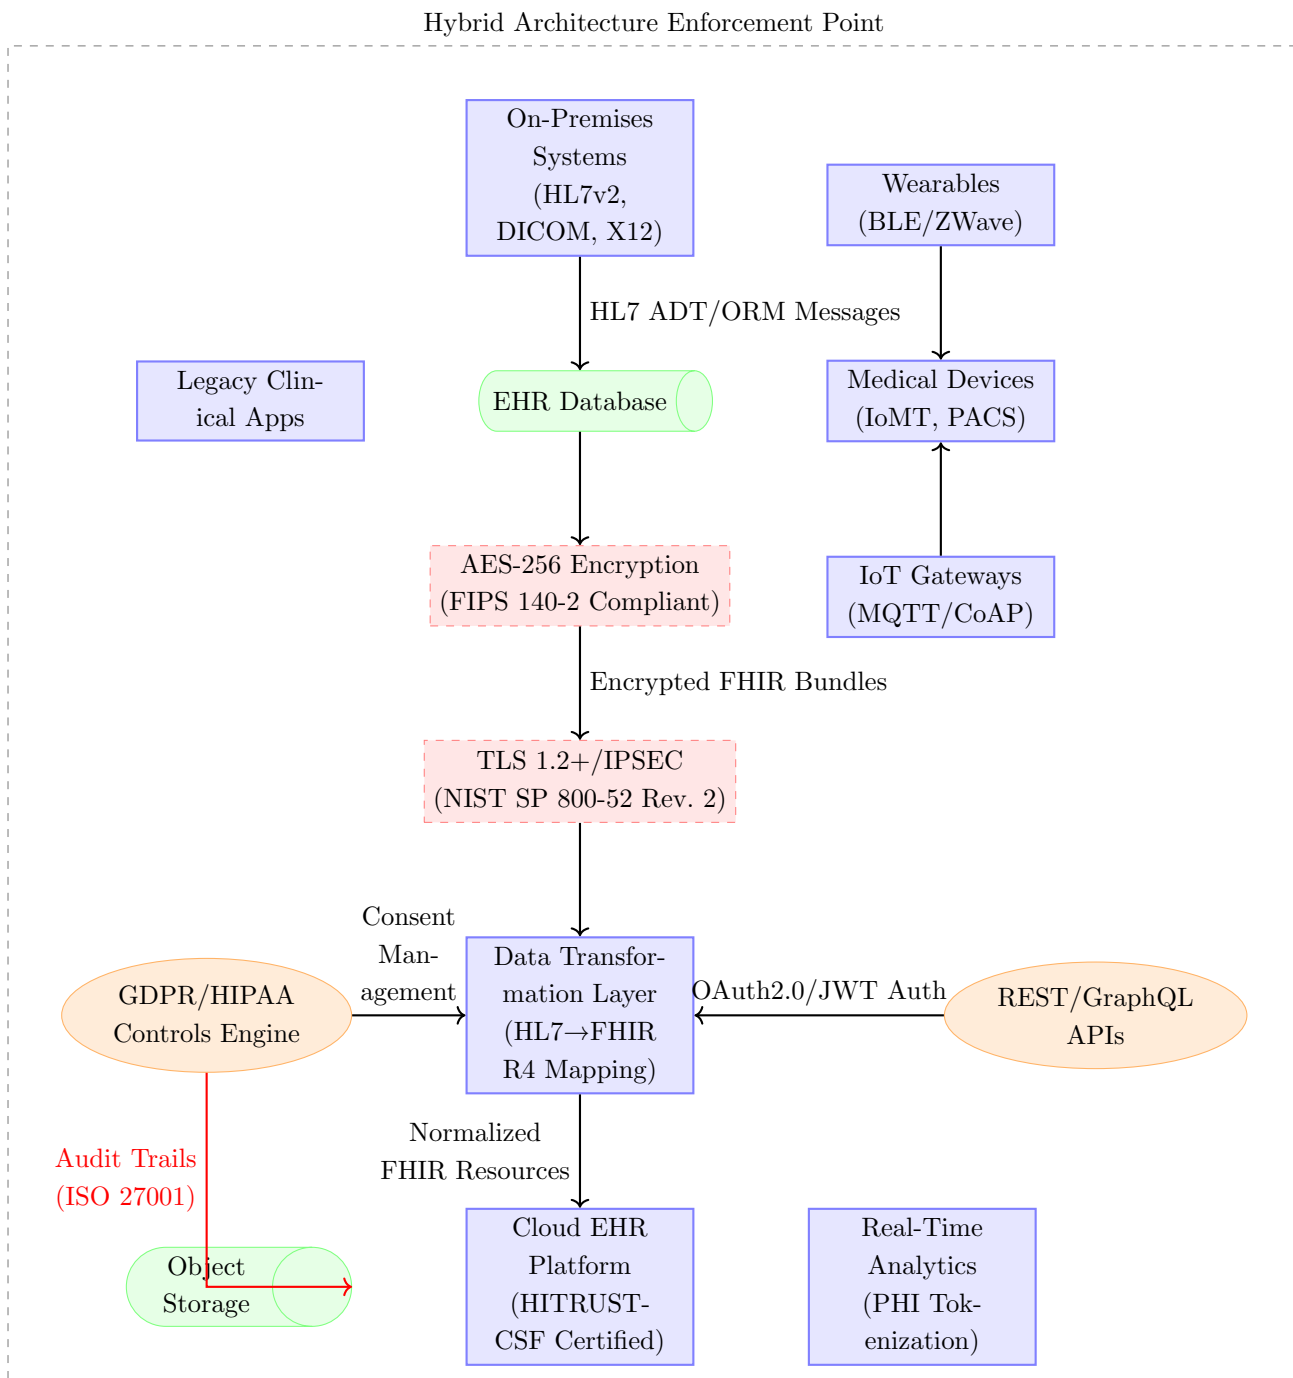 Hybrid Architecture Enforcement Point
On-Premises
Systems
(HL7v2,
DICOM, X12)
Wearables
(BLE/ZWave)
HL7 ADT/ORM Messages
Legacy Clin-
ical Apps
EHR Database
Medical Devices
(IoMT, PACS)
AES-256 Encryption
(FIPS 140-2 Compliant)
IoT Gateways
(MQTT/CoAP)
Encrypted FHIR Bundles
TLS 1.2+/IPSEC
(NIST SP 800-52 Rev. 2)
Consent
Man-
agement
GDPR/HIPAA
Controls Engine
Data Transfor-
mation Layer
(HL7→FHIR
R4 Mapping)
OAuth2.0/JWT Auth
REST/GraphQL
APIs
Normalized
FHIR Resources
Audit Trails
(ISO 27001)
Object
Storage
Cloud EHR
Platform
(HITRUST-
CSF Certified)
Real-Time
Analytics
(PHI Tok-
enization)